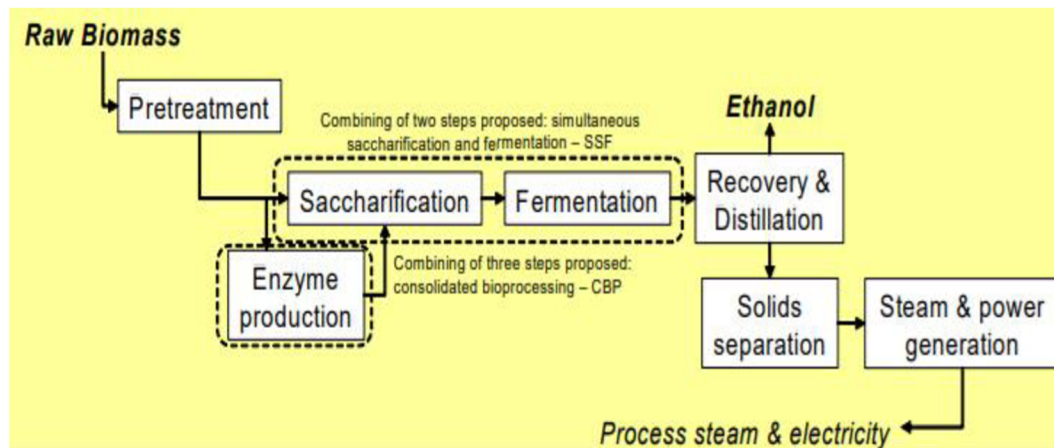 Raw Biomass
Pretreatment
Combining of two steps proposed: simultaneous
saccharification and fermentation – SSF
Ethanol
Saccharification
Fermentation
Recovery &
Distillation
Enzyme
production
Combining of three steps proposed:
consolidated bioprocessing – CBP
Solids
separation
Steam & power
generation
Process steam & electricity